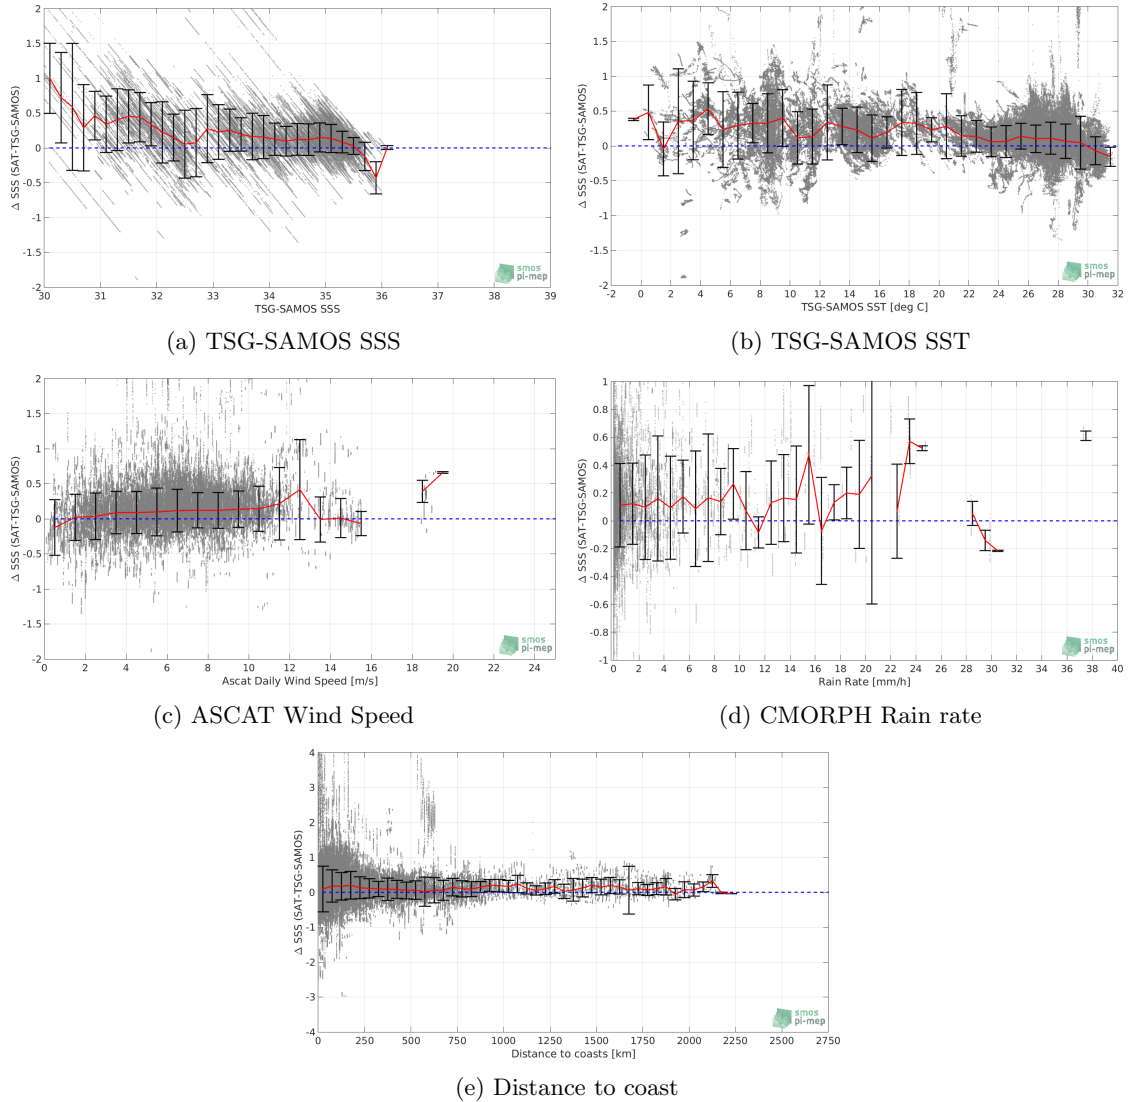 2
1.5
1
0.5
0
-0.5
-1
-1.5
-2
Δ SSS (SAT-TSG-SAMOS)
30 31 32 33 34 35 36 37 38 39
TSG-SAMOS SSS
smos
pi-mep
(a) TSG-SAMOS SSS
2
1.5
1
0.5
0
-0.5
-1
-1.5
-2
Δ SSS (SAT-TSG-SAMOS)
-2 0 2 4 6 8 10 12 14 16 18 20 22 24 26 28 30 32
TSG-SAMOS SST [deg C]
smos
pi-mep
(b) TSG-SAMOS SST
2
1.5
1
0.5
0
-0.5
-1
-1.5
-2
Δ SSS (SAT-TSG-SAMOS)
0 2 4 6 8 10 12 14 16 18 20 22 24
Ascat Daily Wind Speed [m/s]
smos
pi-mep
(c) ASCAT Wind Speed
1
0.8
0.6
0.4
0.2
0
-0.2
-0.4
-0.6
-0.8
-1
Δ SSS (SAT-TSG-SAMOS)
0 2 4 6 8 10 12 14 16 18 20 22 24 26 28 30 32 34 36 38 40
Rain Rate [mm/h]
smos
pi-mep
(d) CMORPH Rain rate
4
3
2
1
0
-1
-2
-3
-4
Δ SSS (SAT-TSG-SAMOS)
0 250 500 750 1000 1250 1500 1750 2000 2250 2500 2750
Distance to coasts [km]
smos
pi-mep
(e) Distance to coast